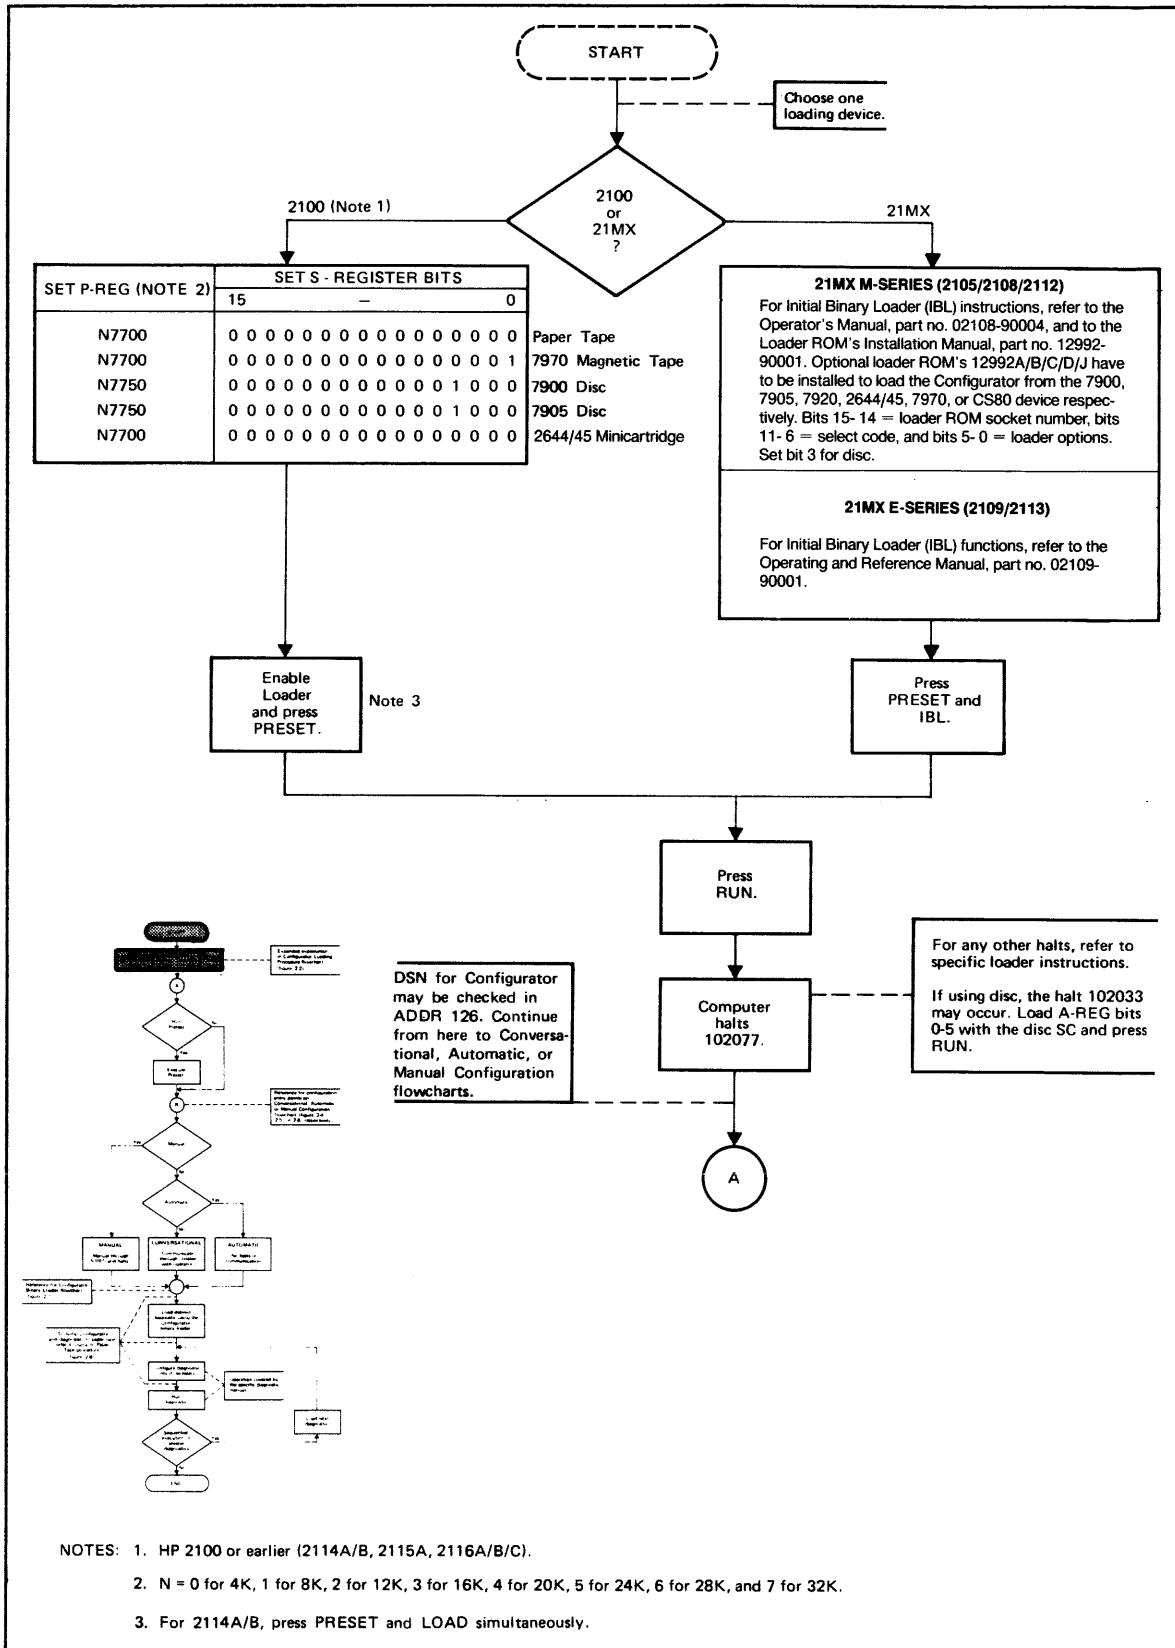 START
Choose one
loading device.
2100
or
21MX
?
2100 (Note 1)
21MX
SET P-REG (NOTE 2)
SET S - REGISTER BITS
15 — 0
N7700 0 0 0 0 0 0 0 0 0 0 0 0 0 0 0 0 Paper Tape
N7700 0 0 0 0 0 0 0 0 0 0 0 0 0 0 0 1 7970 Magnetic Tape
N7750 0 0 0 0 0 0 0 0 0 0 0 0 1 0 0 0 7900 Disc
N7750 0 0 0 0 0 0 0 0 0 0 0 0 1 0 0 0 7905 Disc
N7700 0 0 0 0 0 0 0 0 0 0 0 0 0 0 0 0 2644/45 Minicartridge
21MX M-SERIES (2105/2108/2112)
For Initial Binary Loader (IBL) instructions, refer to the
Operator's Manual, part no. 02108-90004, and to the
Loader ROM's Installation Manual, part no. 12992-
90001. Optional loader ROM's 12992A/B/C/D/J have
to be installed to load the Configurator from the 7900,
7905, 7920, 2644/45, 7970, or CS80 device respec-
tively. Bits 15- 14 = loader ROM socket number, bits
11- 6 = select code, and bits 5- 0 = loader options.
Set bit 3 for disc.
21MX E-SERIES (2109/2113)
For Initial Binary Loader (IBL) functions, refer to the
Operating and Reference Manual, part no. 02109-
90001.
Enable
Loader
and press
PRESET.
Note 3
Press
PRESET and
IBL.
Press
RUN.
DSN for Configurator
may be checked in
ADDR 126. Continue
from here to Conversa-
tional, Automatic, or
Manual Configuration
flowcharts.
Computer
halts
102077.
For any other halts, refer to
specific loader instructions.
If using disc, the halt 102033
may occur. Load A-REG bits
0-5 with the disc SC and press
RUN.
A
Manual
Automatic
MANUAL
CONVERSATIONAL
AUTOMATIC
NOTES: 1. HP 2100 or earlier (2114A/B, 2115A, 2116A/B/C).
2. N = 0 for 4K, 1 for 8K, 2 for 12K, 3 for 16K, 4 for 20K, 5 for 24K, 6 for 28K, and 7 for 32K.
3. For 2114A/B, press PRESET and LOAD simultaneously.